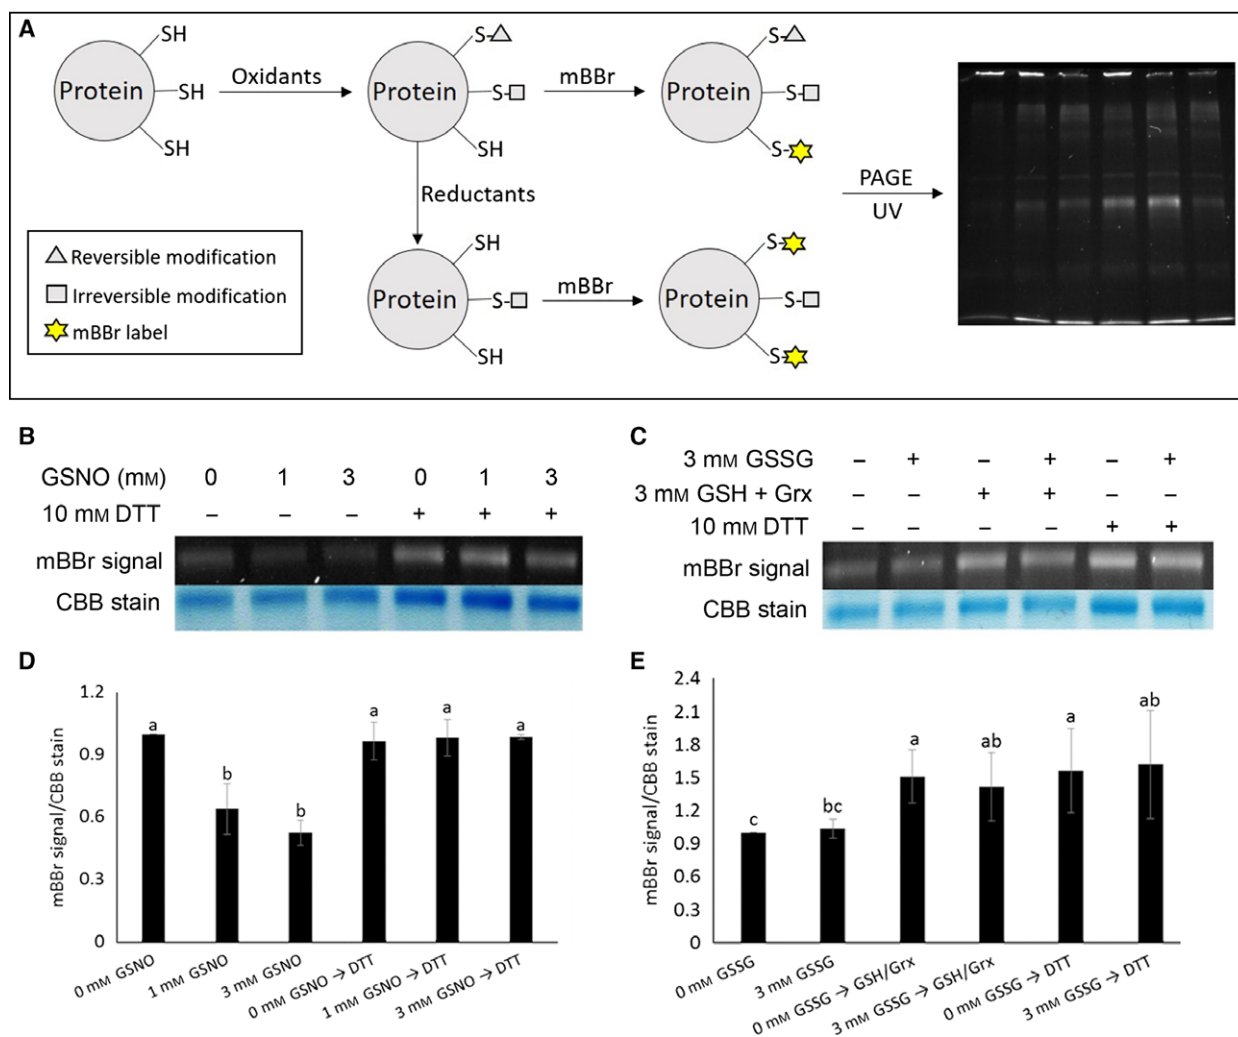 A
SH
Protein
SH
SH
Oxidants
S-
Protein
S-
SH
mBBr
S-
Protein
S-
S-
PAGE
UV
Reductants
SH
Protein
S-
SH
mBBr
S-
Protein
S-
S-
Reversible modification
Irreversible modification
mBBr label
B
GSNO (mM) 0 1 3 0 1 3
10 mM DTT – – – + + +
mBBr signal
CBB stain
C
3 mM GSSG – + – + – +
3 mM GSH + Grx – – + + – –
10 mM DTT – – – – + +
mBBr signal
CBB stain
D
mBBr signal/CBB stain
1.2
0.9
0.6
0.3
0
a b b a a a
0 mM GSNO
1 mM GSNO
3 mM GSNO
0 mM GSNO → DTT
1 mM GSNO → DTT
3 mM GSNO → DTT
E
mBBr signal/CBB stain
2.4
2.1
1.8
1.5
1.2
0.9
0.6
0.3
0
c bc a ab a ab
0 mM GSSG
3 mM GSSG
0 mM GSSG → GSH/Grx
3 mM GSSG → GSH/Grx
0 mM GSSG → DTT
3 mM GSSG → DTT